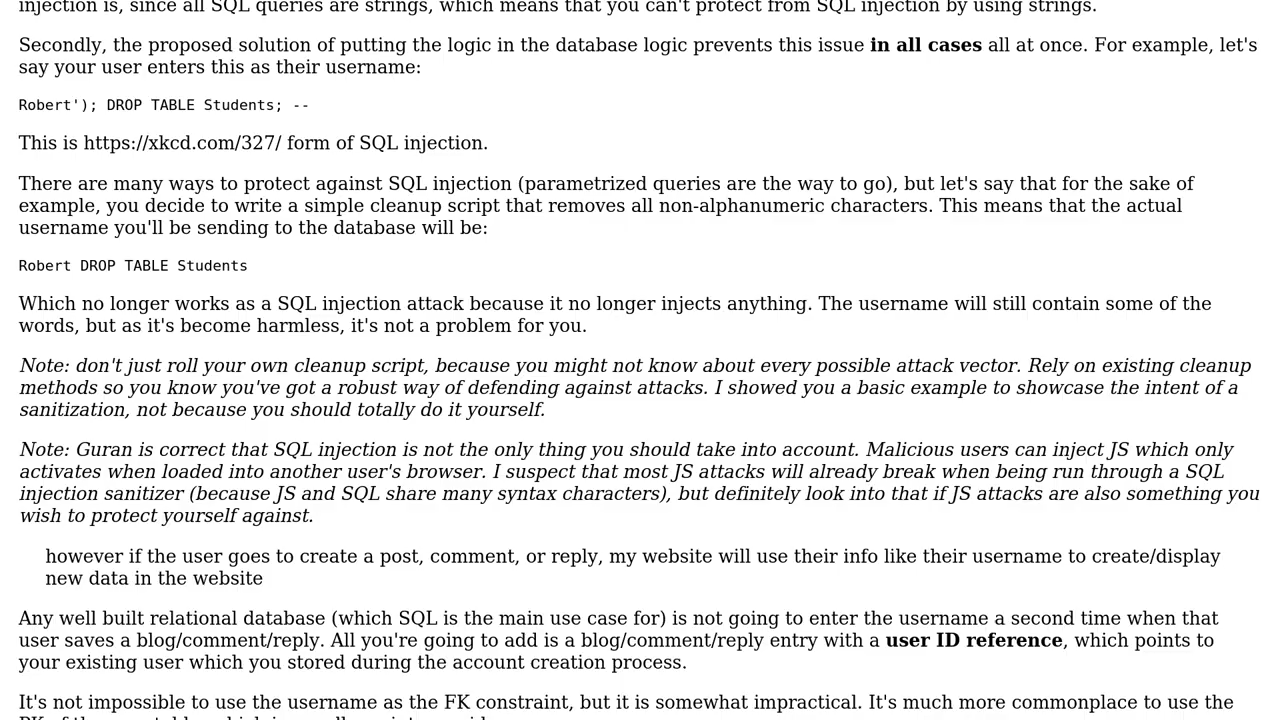 injection is, since all SQL queries are strings, which means that you can't protect from SQL injection by using strings.
Secondly, the proposed solution of putting the logic in the database logic prevents this issue in all cases all at once. For example, let's
say your user enters this as their username:
Robert'); DROP TABLE Students; --
This is https://xkcd.com/327/ form of SQL injection.
There are many ways to protect against SQL injection (parametrized queries are the way to go), but let's say that for the sake of
example, you decide to write a simple cleanup script that removes all non-alphanumeric characters. This means that the actual
username you'll be sending to the database will be:
Robert DROP TABLE Students
Which no longer works as a SQL injection attack because it no longer injects anything. The username will still contain some of the
words, but as it's become harmless, it's not a problem for you.
Note: don't just roll your own cleanup script, because you might not know about every possible attack vector. Rely on existing cleanup
methods so you know you've got a robust way of defending against attacks. I showed you a basic example to showcase the intent of a
sanitization, not because you should totally do it yourself.
Note: Guran is correct that SQL injection is not the only thing you should take into account. Malicious users can inject JS which only
activates when loaded into another user's browser. I suspect that most JS attacks will already break when being run through a SQL
injection sanitizer (because JS and SQL share many syntax characters), but definitely look into that if JS attacks are also something you
wish to protect yourself against.
however if the user goes to create a post, comment, or reply, my website will use their info like their username to create/display
new data in the website
Any well built relational database (which SQL is the main use case for) is not going to enter the username a second time when that
user saves a blog/comment/reply. All you're going to add is a blog/comment/reply entry with a user ID reference, which points to
your existing user which you stored during the account creation process.
It's not impossible to use the username as the FK constraint, but it is somewhat impractical. It's much more commonplace to use the